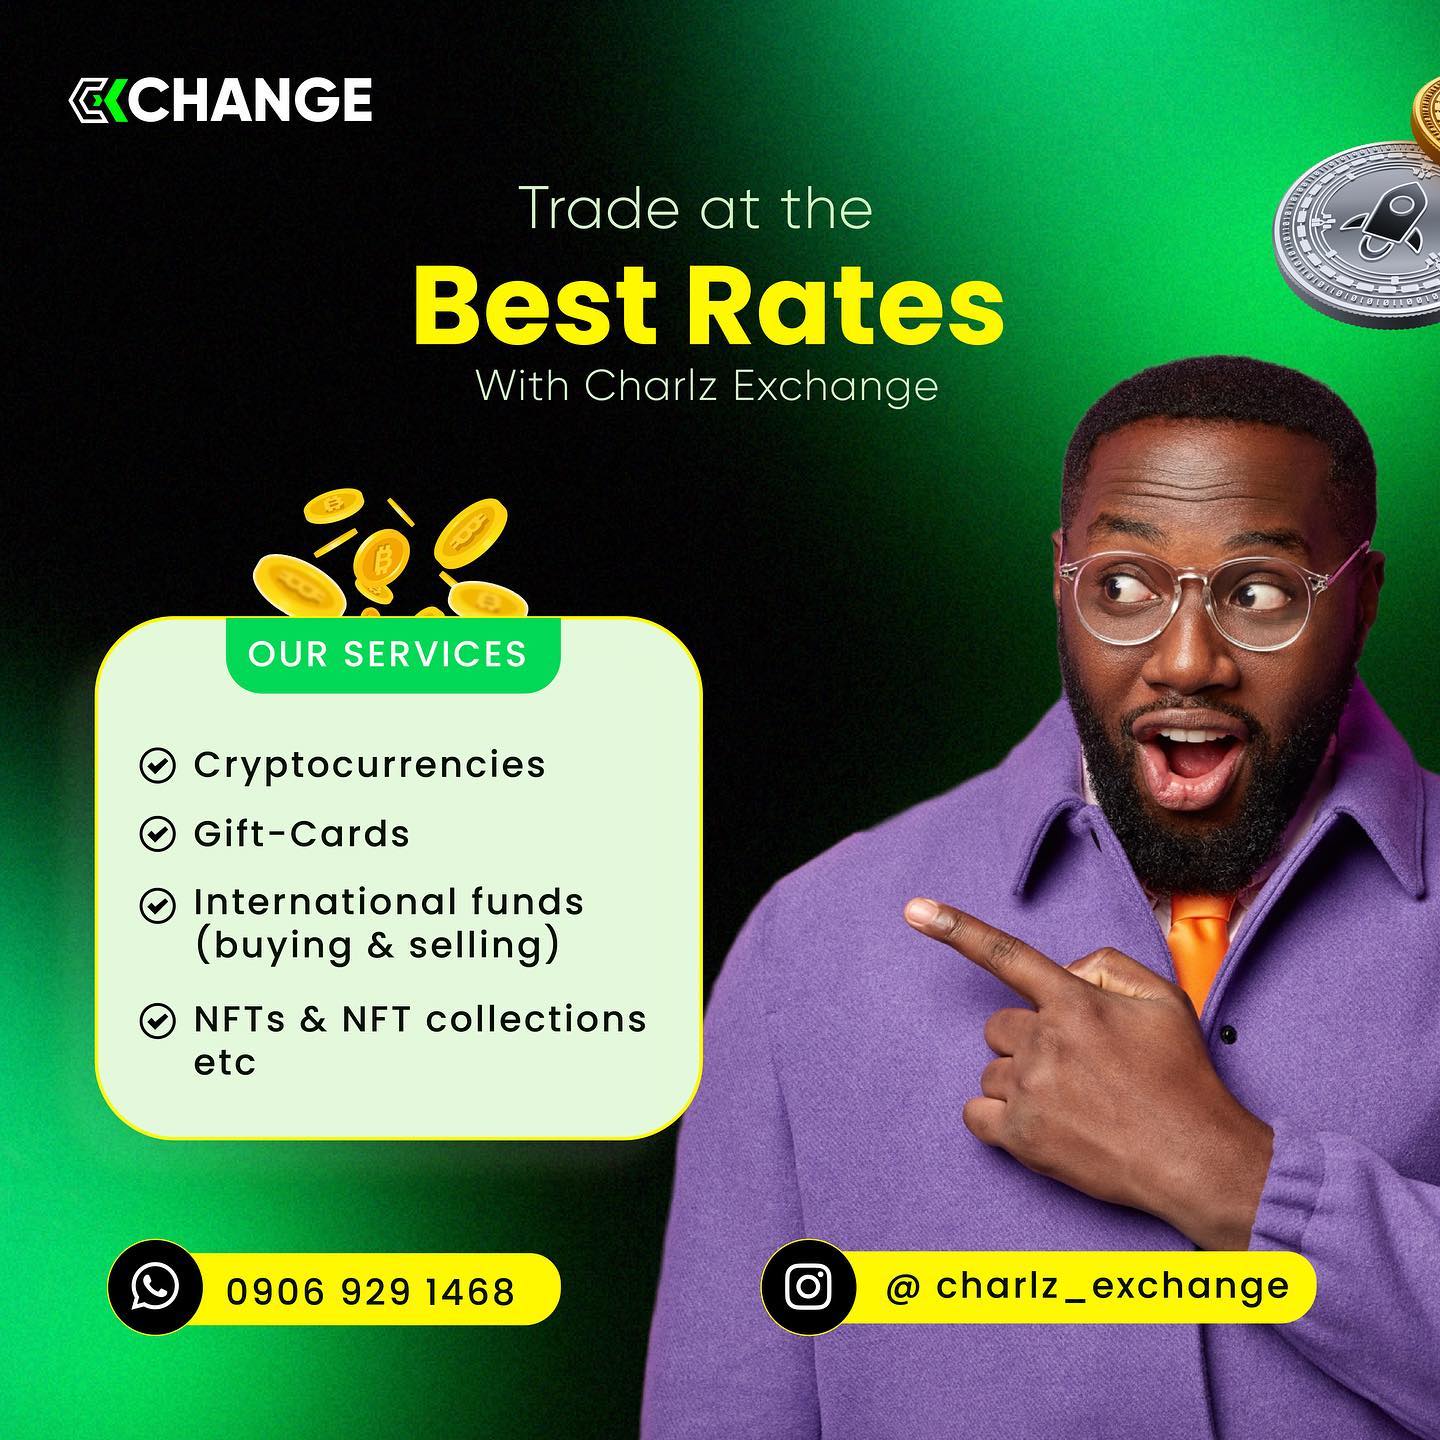 EXCHANGE
Trade at the
Best Rates
With Charlz Exchange
OUR SERVICES
Cryptocurrencies
Gift-Cards
International funds
(buying & selling)
NFTs & NFT collections
etc
0906 929 1468
@ charlz_exchange